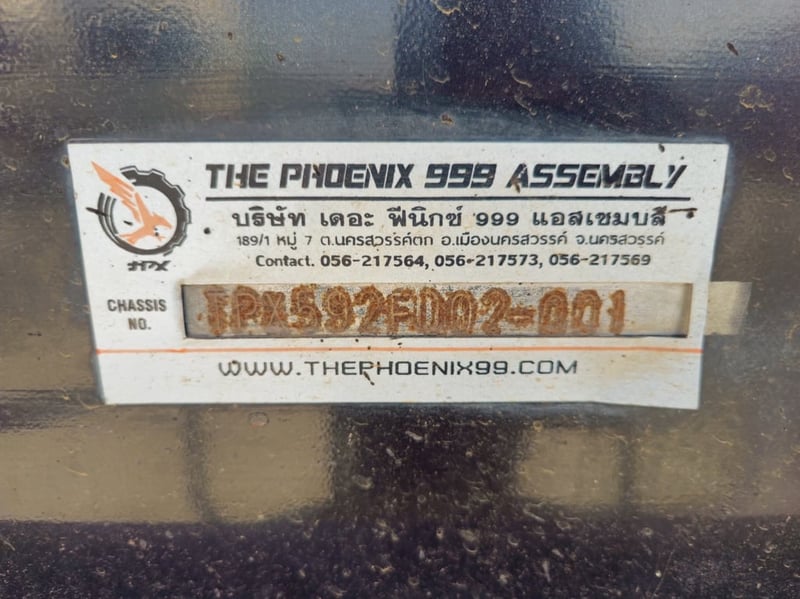 THE PHOENIX 999 ASSEMBLY
บริษัท เดอะ ฟีนิกซ์ 999 แอสเซมบลี
189/1 หมู่ 7 ต.นครสวรรค์ตก อ.เมืองนครสวรรค์ จ.นครสวรรค์
Contact. 056-217564, 056-217573, 056-217569
TPX
CHASSIS NO. TPX592FD02-001
WWW.THEPHOENIX99.COM